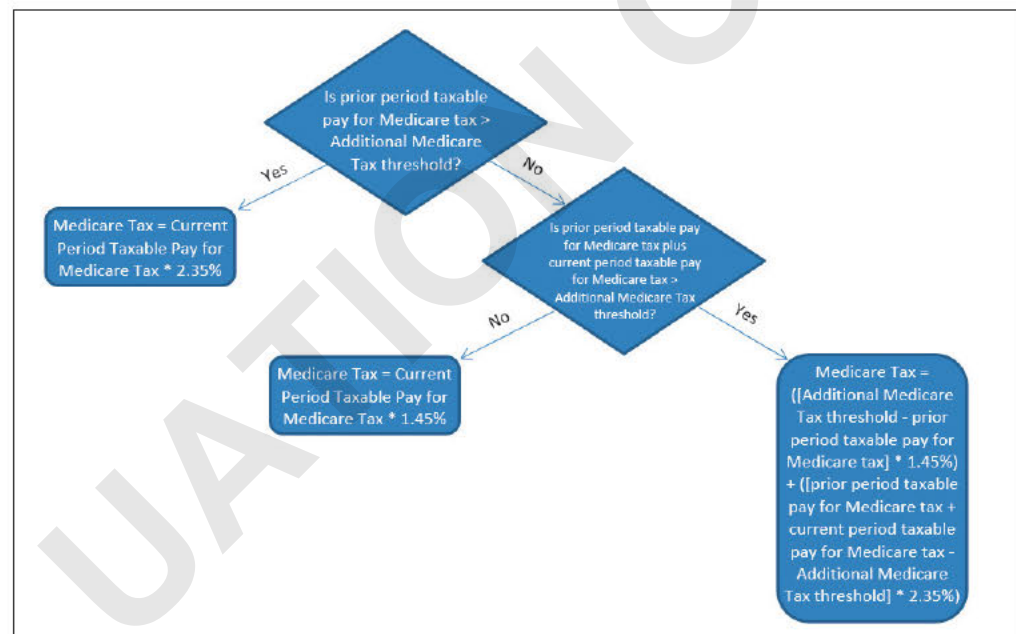 Is prior period taxable
pay for Medicare tax >
Additional Medicare
Tax threshold?
Yes
No
Medicare Tax = Current
Period Taxable Pay for
Medicare Tax * 2.35%
Is prior period taxable pay
for Medicare tax plus
current period taxable pay
for Medicare tax >
Additional Medicare Tax
threshold?
No
Yes
Medicare Tax = Current
Period Taxable Pay for
Medicare Tax * 1.45%
Medicare Tax =
([Additional Medicare
Tax threshold - prior
period taxable pay for
Medicare tax] * 1.45%)
+ ([prior period taxable
pay for Medicare tax +
current period taxable
pay for Medicare tax -
Additional Medicare
Tax threshold] * 2.35%)
UATION C